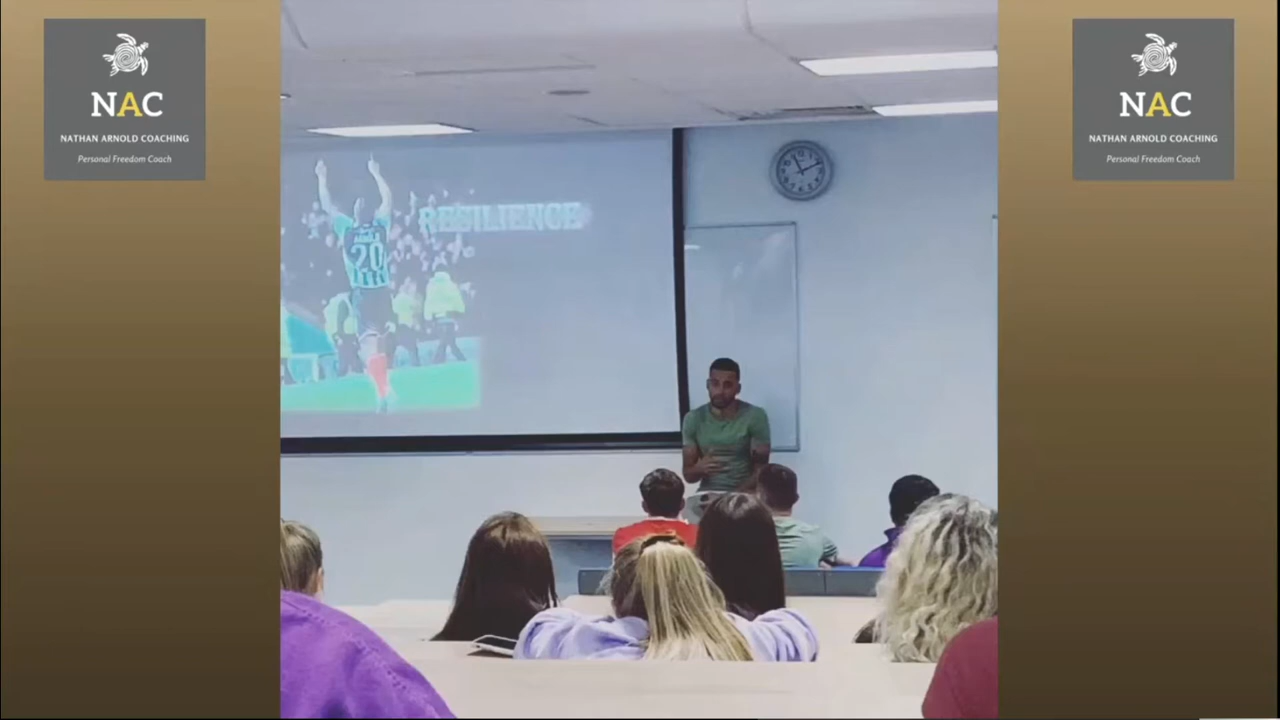 NAC
NATHAN ARNOLD COACHING
Personal Freedom Coach
RESILIENCE
20
NAC
NATHAN ARNOLD COACHING
Personal Freedom Coach